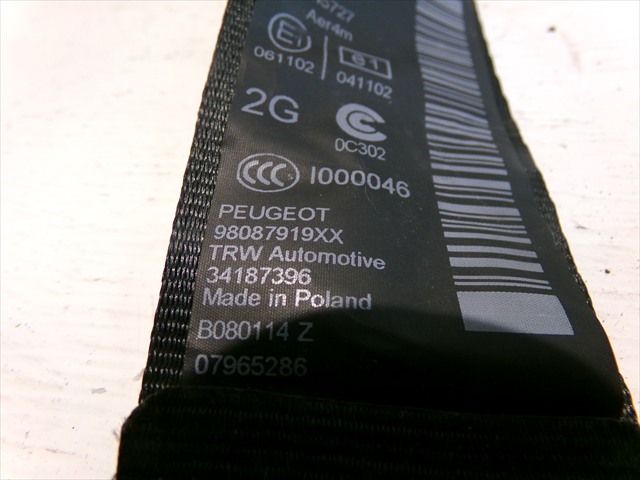 Aer4m
E1 e1
061102 041102
2G C
0C302
CCC I000046
PEUGEOT
98087919XX
TRW Automotive
34187396
Made in Poland
B080114 Z
07965286